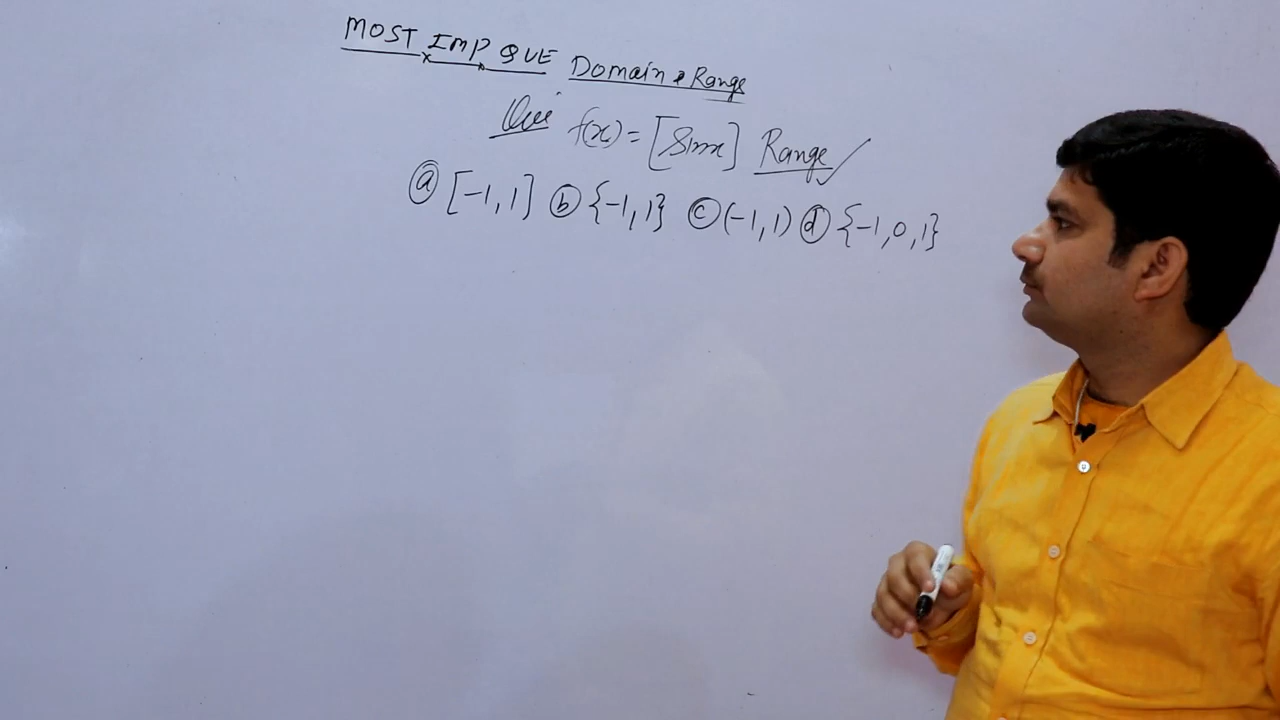 MOST IMP QUE Domain & Range
Que f(x) = [Sinx] Range ✓
ⓐ [-1, 1] ⓑ {-1, 1} ⓒ (-1, 1) ⓓ {-1, 0, 1}